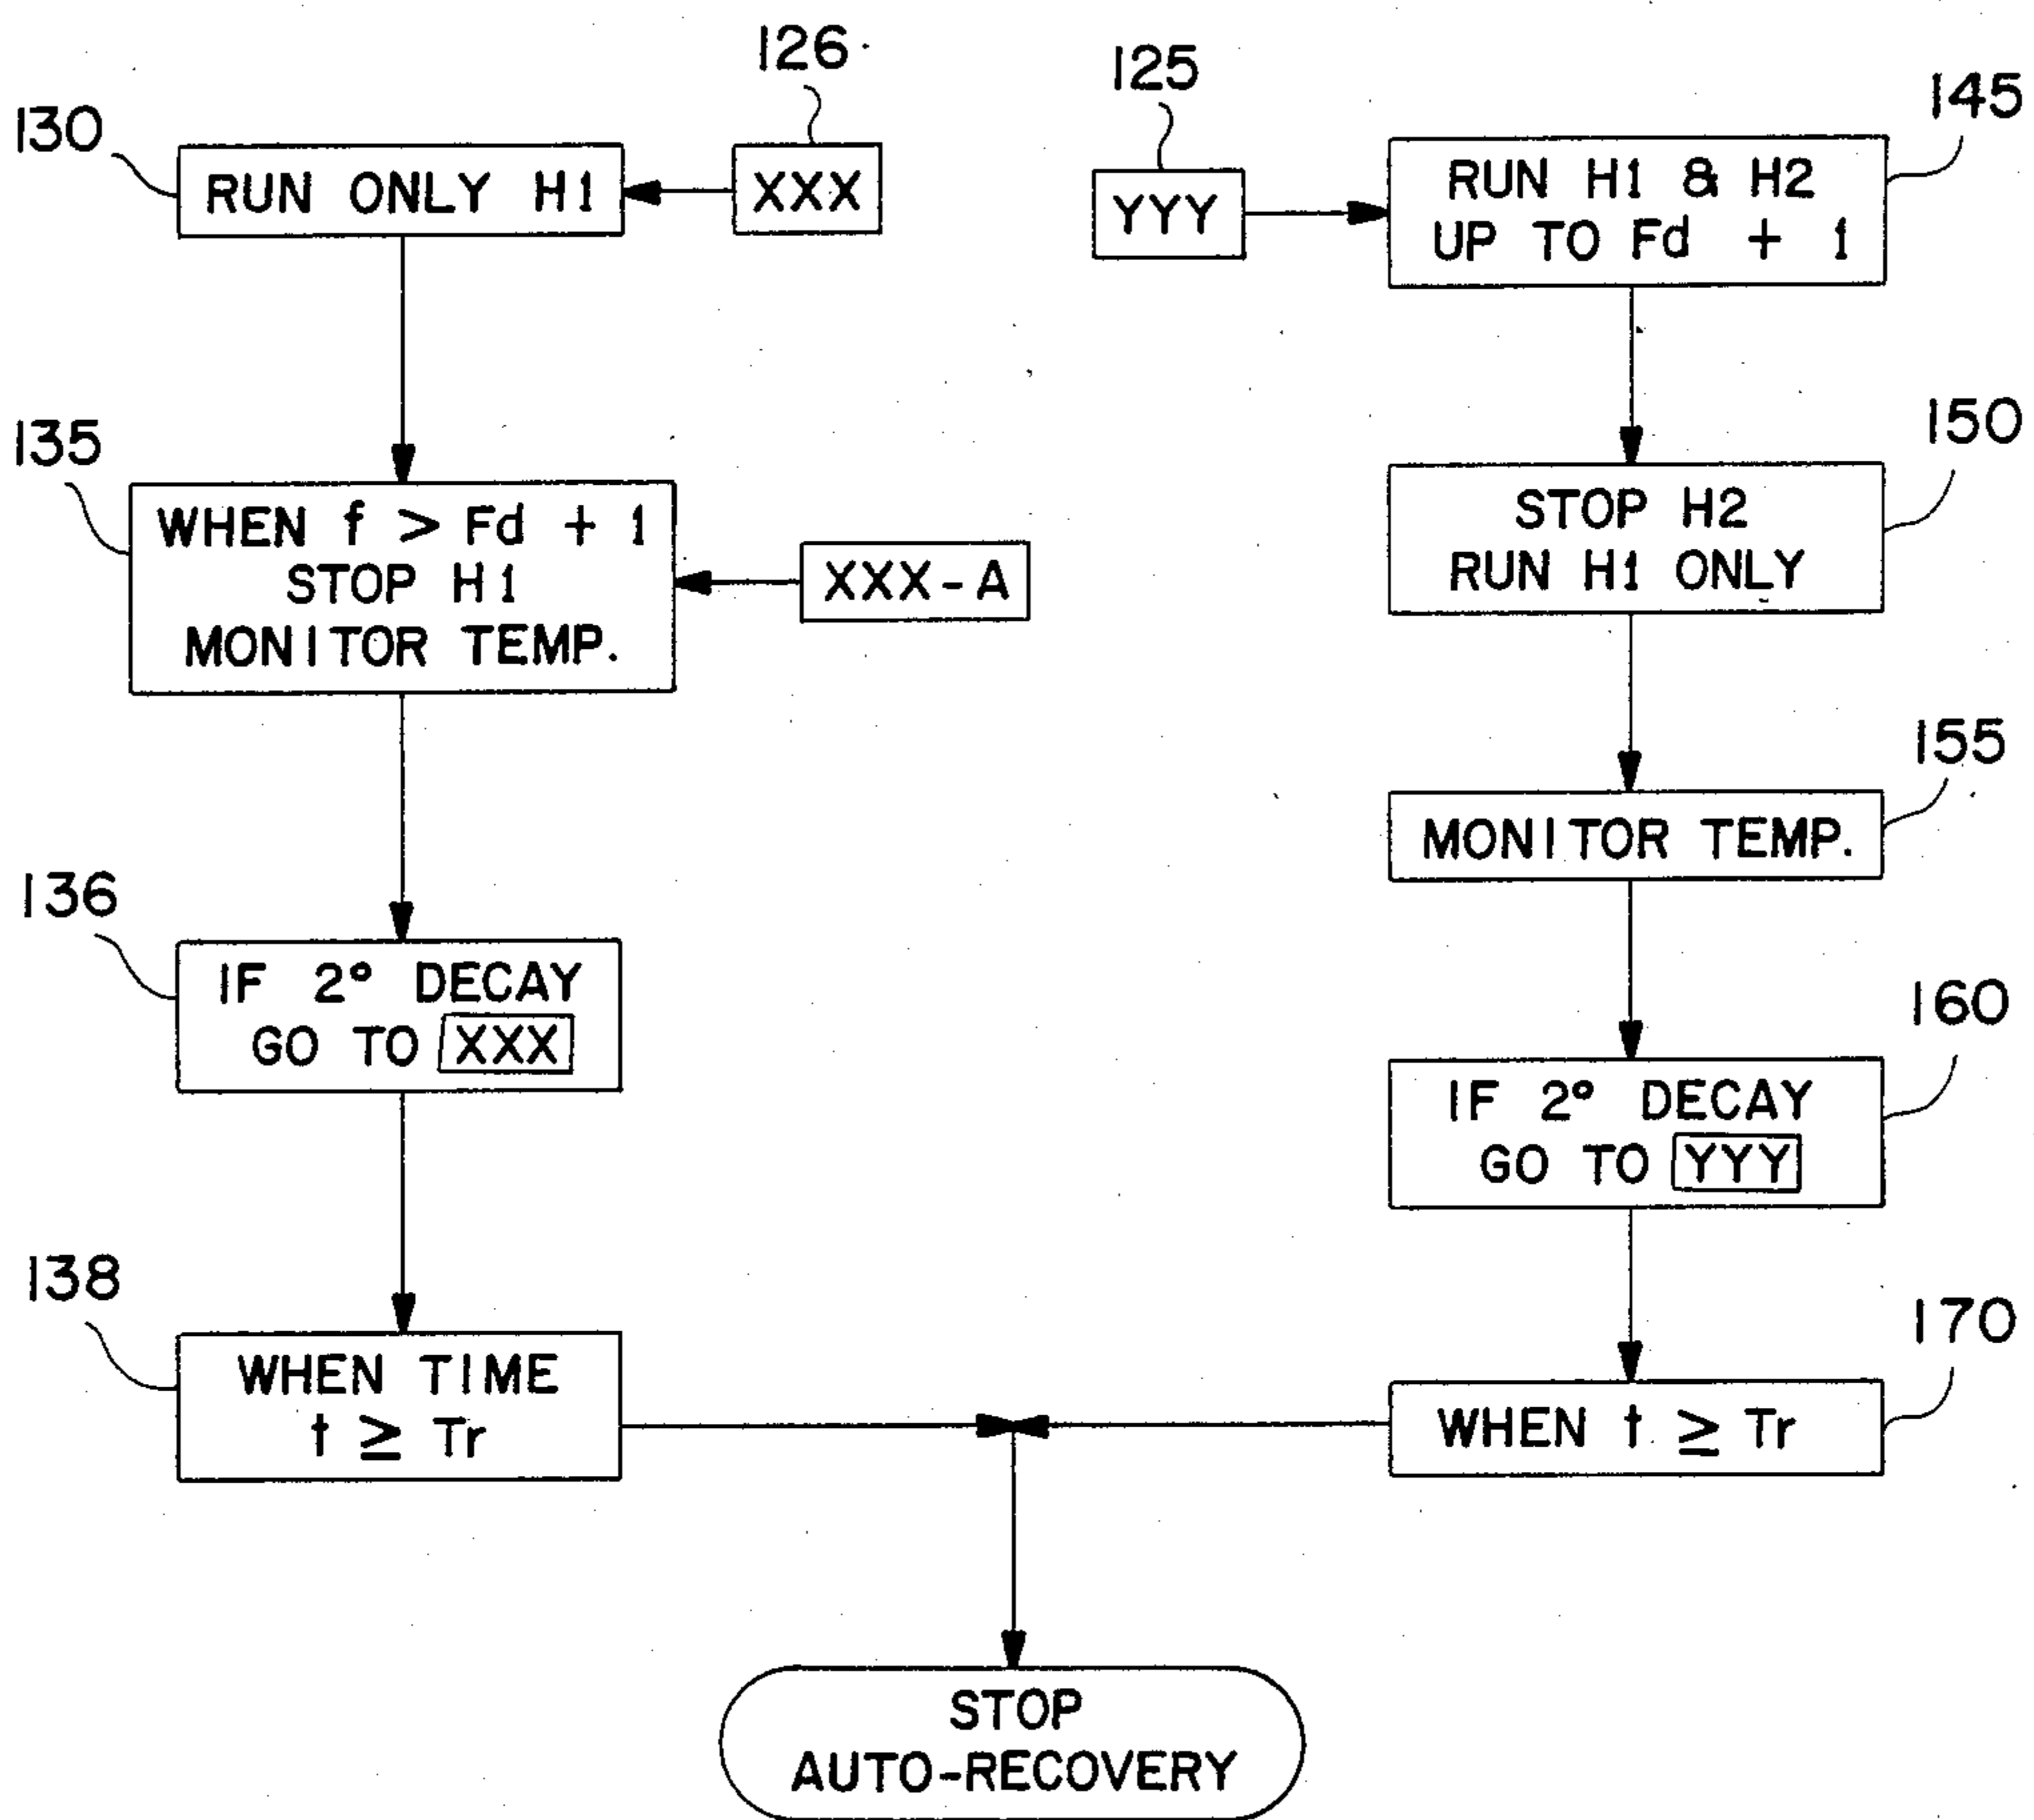 126
130
RUN ONLY H1
XXX
135
WHEN f > Fd + 1
STOP H1
MONITOR TEMP.
XXX-A
136
IF 2° DECAY
GO TO XXX
138
WHEN TIME
t ≥ Tr
125
YYY
145
RUN H1 & H2
UP TO Fd + 1
150
STOP H2
RUN H1 ONLY
155
MONITOR TEMP.
160
IF 2° DECAY
GO TO YYY
170
WHEN t ≥ Tr
STOP
AUTO-RECOVERY